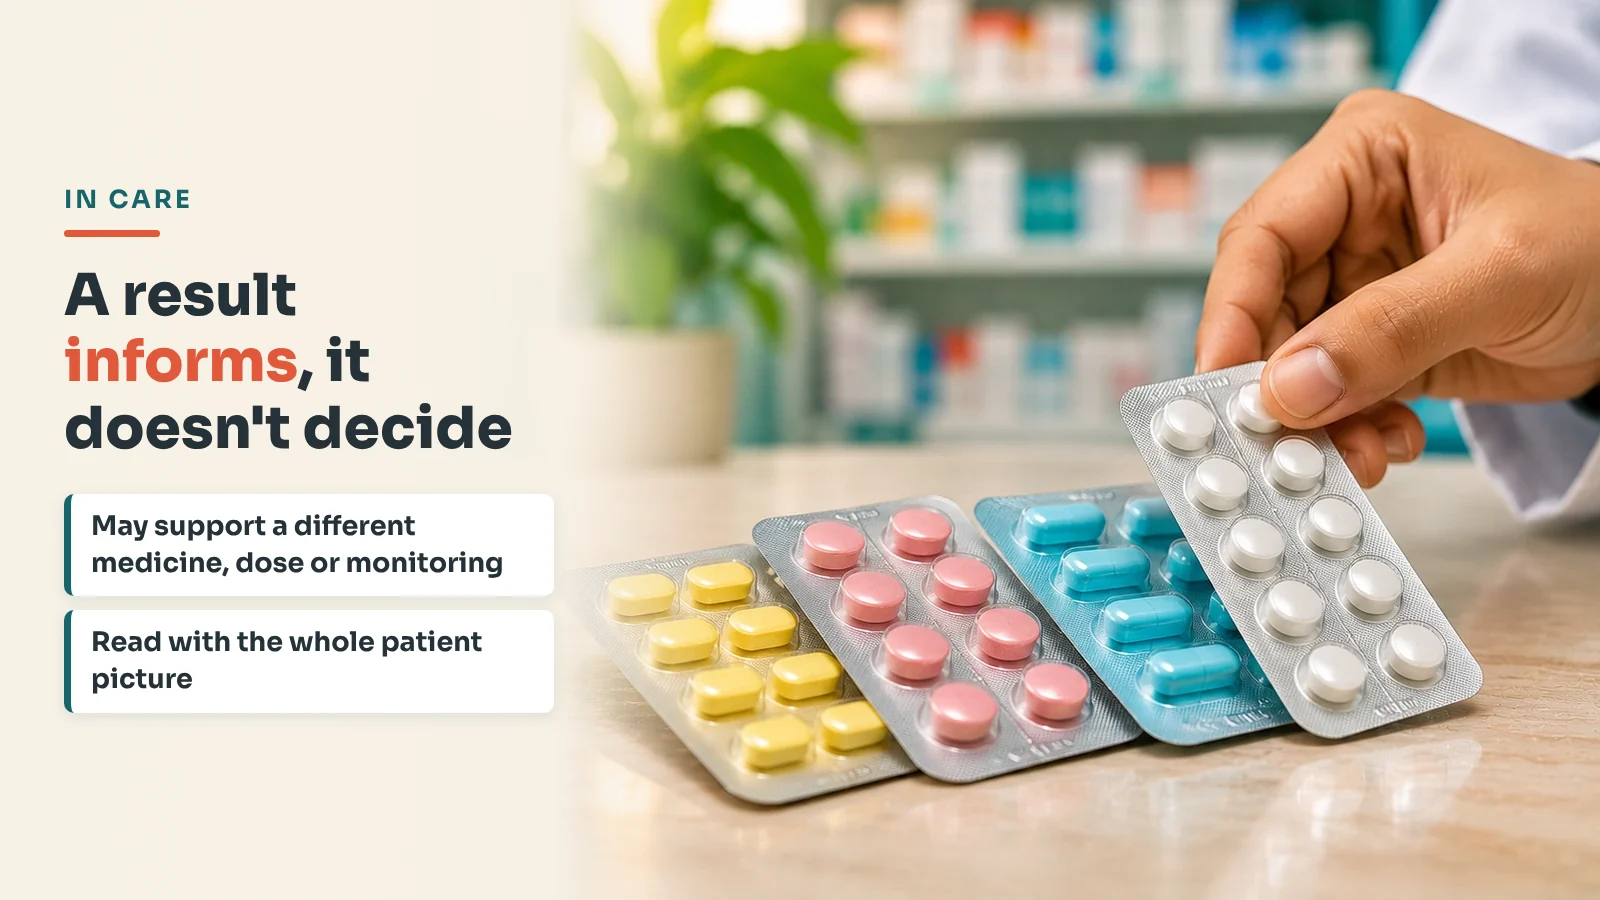 IN CARE
A result
informs, it
doesn't decide
May support a different
medicine, dose or monitoring
Read with the whole patient
picture